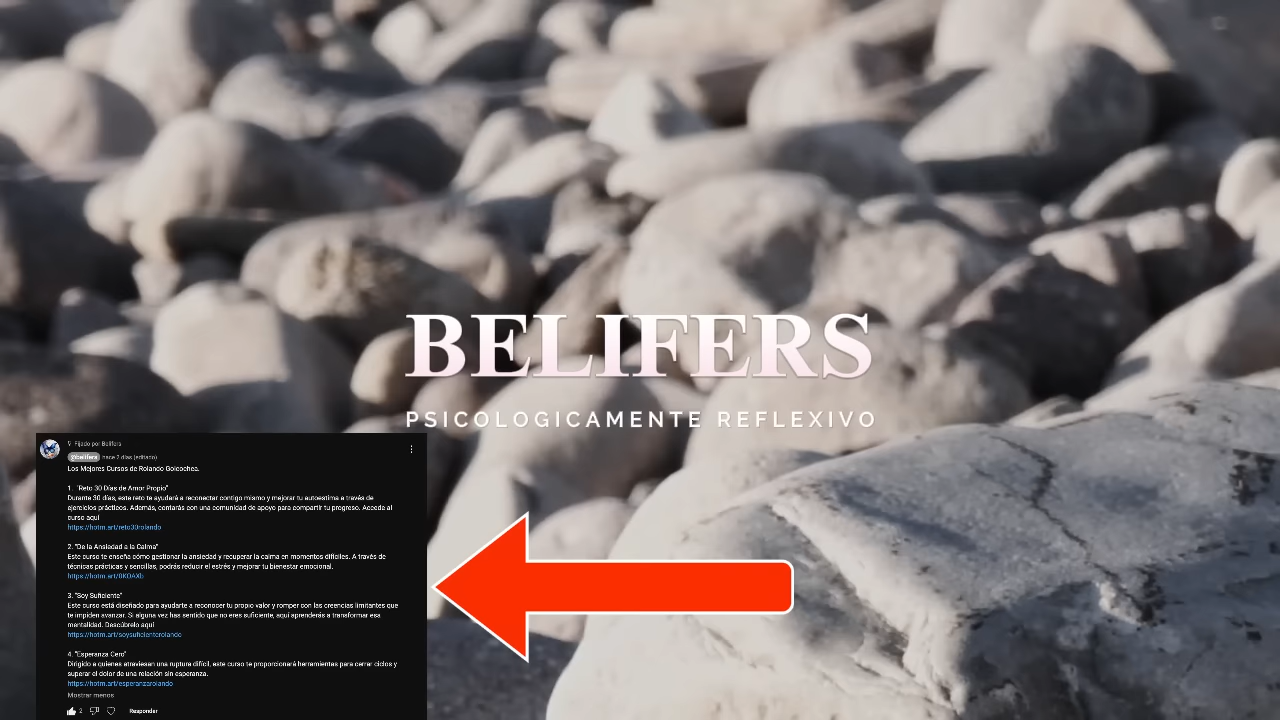 BELIFERS
PSICOLOGICAMENTE REFLEXIVO
Fijado por Belifers
@belifers hace 2 días (editado)
Los Mejores Cursos de Rolando Goicochea.
1. "Reto 30 Días de Amor Propio"
Durante 30 días, este reto te ayudará a reconectar contigo mismo y mejorar tu autoestima a través de
ejercicios prácticos. Además, contarás con una comunidad de apoyo para compartir tu progreso. Accede al
curso aquí
https://hotm.art/reto30rolando
2. "De la Ansiedad a la Calma"
Este curso te enseña cómo gestionar la ansiedad y recuperar la calma en momentos difíciles. A través de
técnicas prácticas y sencillas, podrás reducir el estrés y mejorar tu bienestar emocional.
https://hotm.art/0KOAXb
3. "Soy Suficiente"
Este curso está diseñado para ayudarte a reconocer tu propio valor y romper con las creencias limitantes que
te impiden avanzar. Si alguna vez has sentido que no eres suficiente, aquí aprenderás a transformar esa
mentalidad. Descúbrelo aquí
https://hotm.art/soysuficienterolando
4. "Esperanza Cero"
Dirigido a quienes atraviesan una ruptura difícil, este curso te proporcionará herramientas para cerrar ciclos y
superar el dolor de una relación sin esperanza.
https://hotm.art/esperanzarolando
Mostrar menos
2 Responder